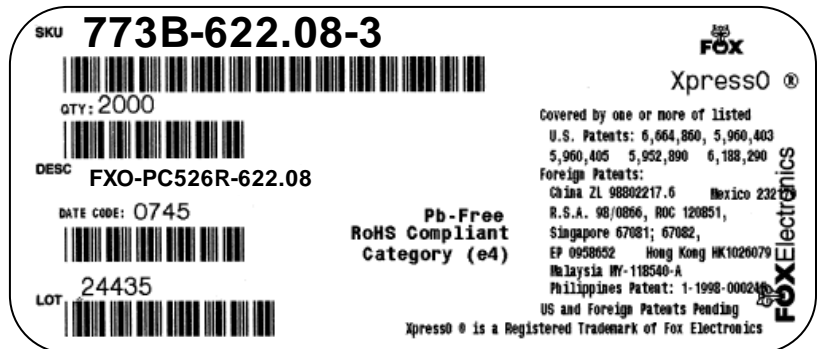 SKU 773B-622.08-3
FOX
XpressO ®
QTY: 2000
DESC FXO-PC526R-622.08
DATE CODE: 0745
LOT 24435
Pb-Free
RoHS Compliant
Category (e4)
Covered by one or more of listed
U.S. Patents: 6,664,860, 5,960,403
5,960,405 5,952,890 6,188,290
Foreign Patents:
China ZL 98802217.6 Mexico 232179
R.S.A. 98/0866, ROC 120851,
Singapore 67081; 67082,
EP 0958652 Hong Kong HK1026079
Malaysia MY-118540-A
Philippines Patent: 1-1998-000245
US and Foreign Patents Pending
XpressO ® is a Registered Trademark of Fox Electronics
FOXElectronics